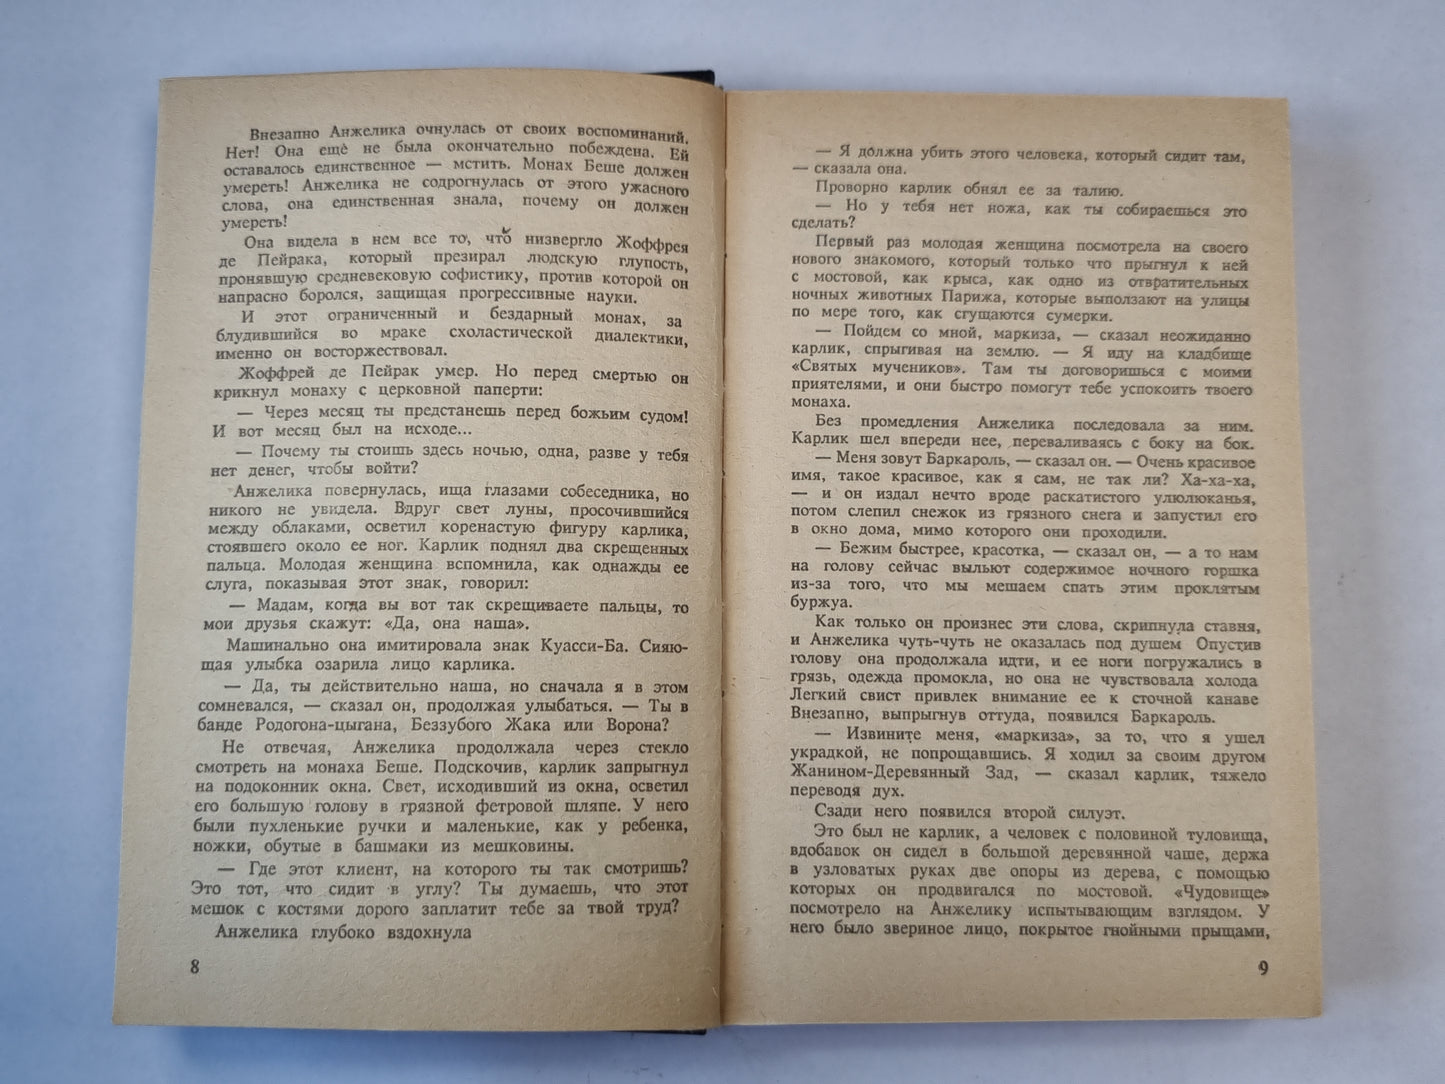 Внезапно Анжелика очнулась от своих воспоминаний.
Нет! Она ещё не была окончательно побеждена. Ей
оставалось единственное — мстить. Монах Беше должен
умереть! Анжелика не содрогнулась от этого ужасного
слова, она единственная знала, почему он должен
умереть!
Она видела в нем все то, что низвергло Жоффрея
де Пейрака, который презирал людскую глупость,
пронявшую средневековую софистику, против которой он
напрасно боролся, защищая прогрессивные науки.
И этот ограниченный и бездарный монах, за
блудившийся во мраке схоластической диалектики,
именно он восторжествовал.
Жоффрей де Пейрак умер. Но перед смертью он
крикнул монаху с церковной паперти:
— Через месяц ты предстанешь перед божьим судом!
И вот месяц был на исходе...
— Почему ты стоишь здесь ночью, одна, разве у тебя
нет денег, чтобы войти?
Анжелика повернулась, ища глазами собеседника, но
никого не увидела. Вдруг свет луны, просочившийся
между облаками, осветил коренастую фигуру карлика,
стоявшего около ее ног. Карлик поднял два скрещенных
пальца. Молодая женщина вспомнила, как однажды ее
слуга, показывая этот знак, говорил:
— Мадам, когда вы вот так скрещиваете пальцы, то
мои друзья скажут: «Да, она наша».
Машинально она имитировала знак Куасси-Ба. Сияю-
щая улыбка озарила лицо карлика.
— Да, ты действительно наша, но сначала я в этом
сомневался, — сказал он, продолжая улыбаться. — Ты в
банде Родогона-цыгана, Беззубого Жака или Ворона?
Не отвечая, Анжелика продолжала через стекло
смотреть на монаха Беше. Подскочив, карлик запрыгнул
на подоконник окна. Свет, исходивший из окна, осветил
его большую голову в грязной фетровой шляпе. У него
были пухленькие ручки и маленькие, как у ребенка,
ножки, обутые в башмаки из мешковины.
— Где этот клиент, на которого ты так смотришь?
Это тот, что сидит в углу? Ты думаешь, что этот
мешок с костями дорого заплатит тебе за твой труд?
Анжелика глубоко вздохнула
8
— Я должна убить этого человека, который сидит там,
— сказала она.
Проворно карлик обнял ее за талию.
— Но у тебя нет ножа, как ты собираешься это
сделать?
Первый раз молодая женщина посмотрела на своего
нового знакомого, который только что прыгнул к ней
с мостовой, как крыса, как одно из отвратительных
ночных животных Парижа, которые выползают на улицы
по мере того, как сгущаются сумерки.
— Пойдем со мной, маркиза, — сказал неожиданно
карлик, спрыгивая на землю. — Я иду на кладбище
«Святых мучеников». Там ты договоришься с моими
приятелями, и они быстро помогут тебе успокоить твоего
монаха.
Без промедления Анжелика последовала за ним.
Карлик шел впереди нее, переваливаясь с боку на бок.
— Меня зовут Баркароль, — сказал он. — Очень красивое
имя, такое красивое, как я сам, не так ли? Ха-ха-ха,
— и он издал нечто вроде раскатистого улюлюканья,
потом слепил снежок из грязного снега и запустил его
в окно дома, мимо которого они проходили.
— Бежим быстрее, красотка, — сказал он, — а то нам
на голову сейчас выльют содержимое ночного горшка
из-за того, что мы мешаем спать этим проклятым
буржуа.
Как только он произнес эти слова, скрипнула ставня,
и Анжелика чуть-чуть не оказалась под душем Опустив
голову она продолжала идти, и ее ноги погружались в
грязь, одежда промокла, но она не чувствовала холода
Легкий свист привлек внимание ее к сточной канаве
Внезапно, выпрыгнув оттуда, появился Баркароль.
— Извините меня, «маркиза», за то, что я ушел
украдкой, не попрощавшись. Я ходил за своим другом
Жанином-Деревянный Зад, — сказал карлик, тяжело
переводя дух.
Сзади него появился второй силуэт.
Это был не карлик, а человек с половиной туловища,
вдобавок он сидел в большой деревянной чаше, держа
в узловатых руках две опоры из дерева, с помощью
которых он продвигался по мостовой. «Чудовище»
посмотрело на Анжелику испытывающим взглядом. У
него было звериное лицо, покрытое гнойными прыщами,
9